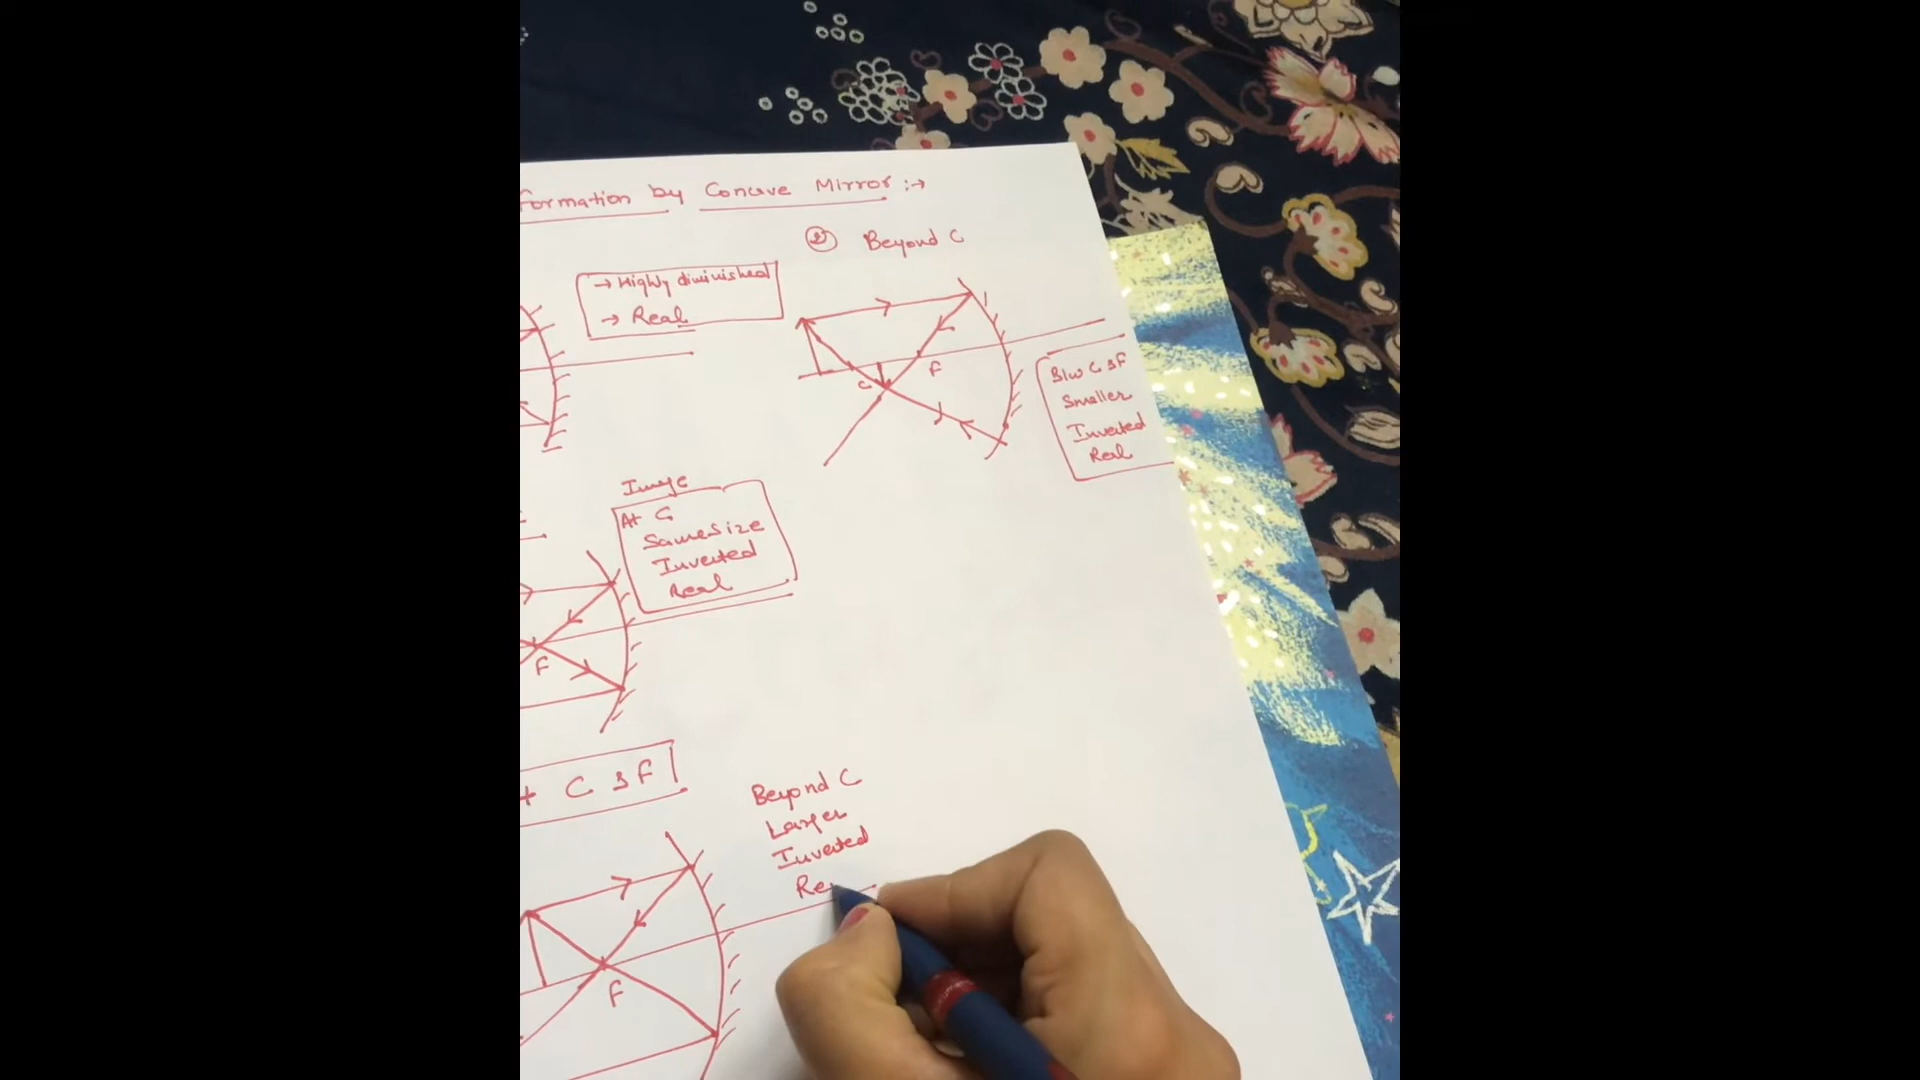 Formation by Concave Mirror :→
② Beyond C
→ Highly diminished
→ Real
C
F
B/w C & F
Smaller
Inverted
Real
Image
At C
Same Size
Inverted
Real
F
C & F
Beyond C
Larger
Inverted
Re
F